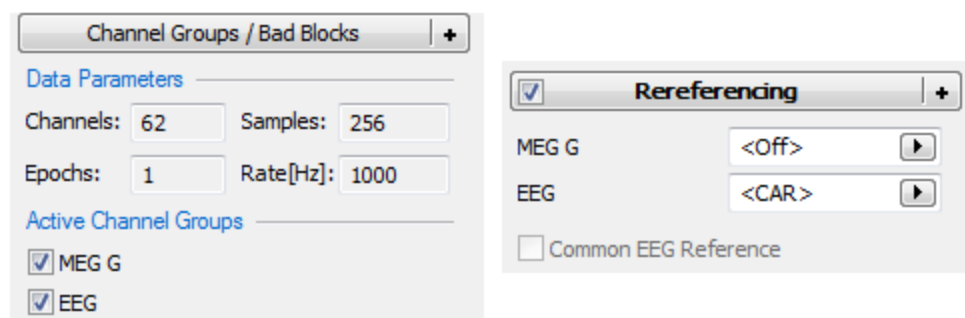 Channel Groups / Bad Blocks +
Data Parameters
Channels: 62 Samples: 256
Epochs: 1 Rate[Hz]: 1000
Active Channel Groups
MEG G
EEG
Rereferencing +
MEG G <Off>
EEG <CAR>
Common EEG Reference